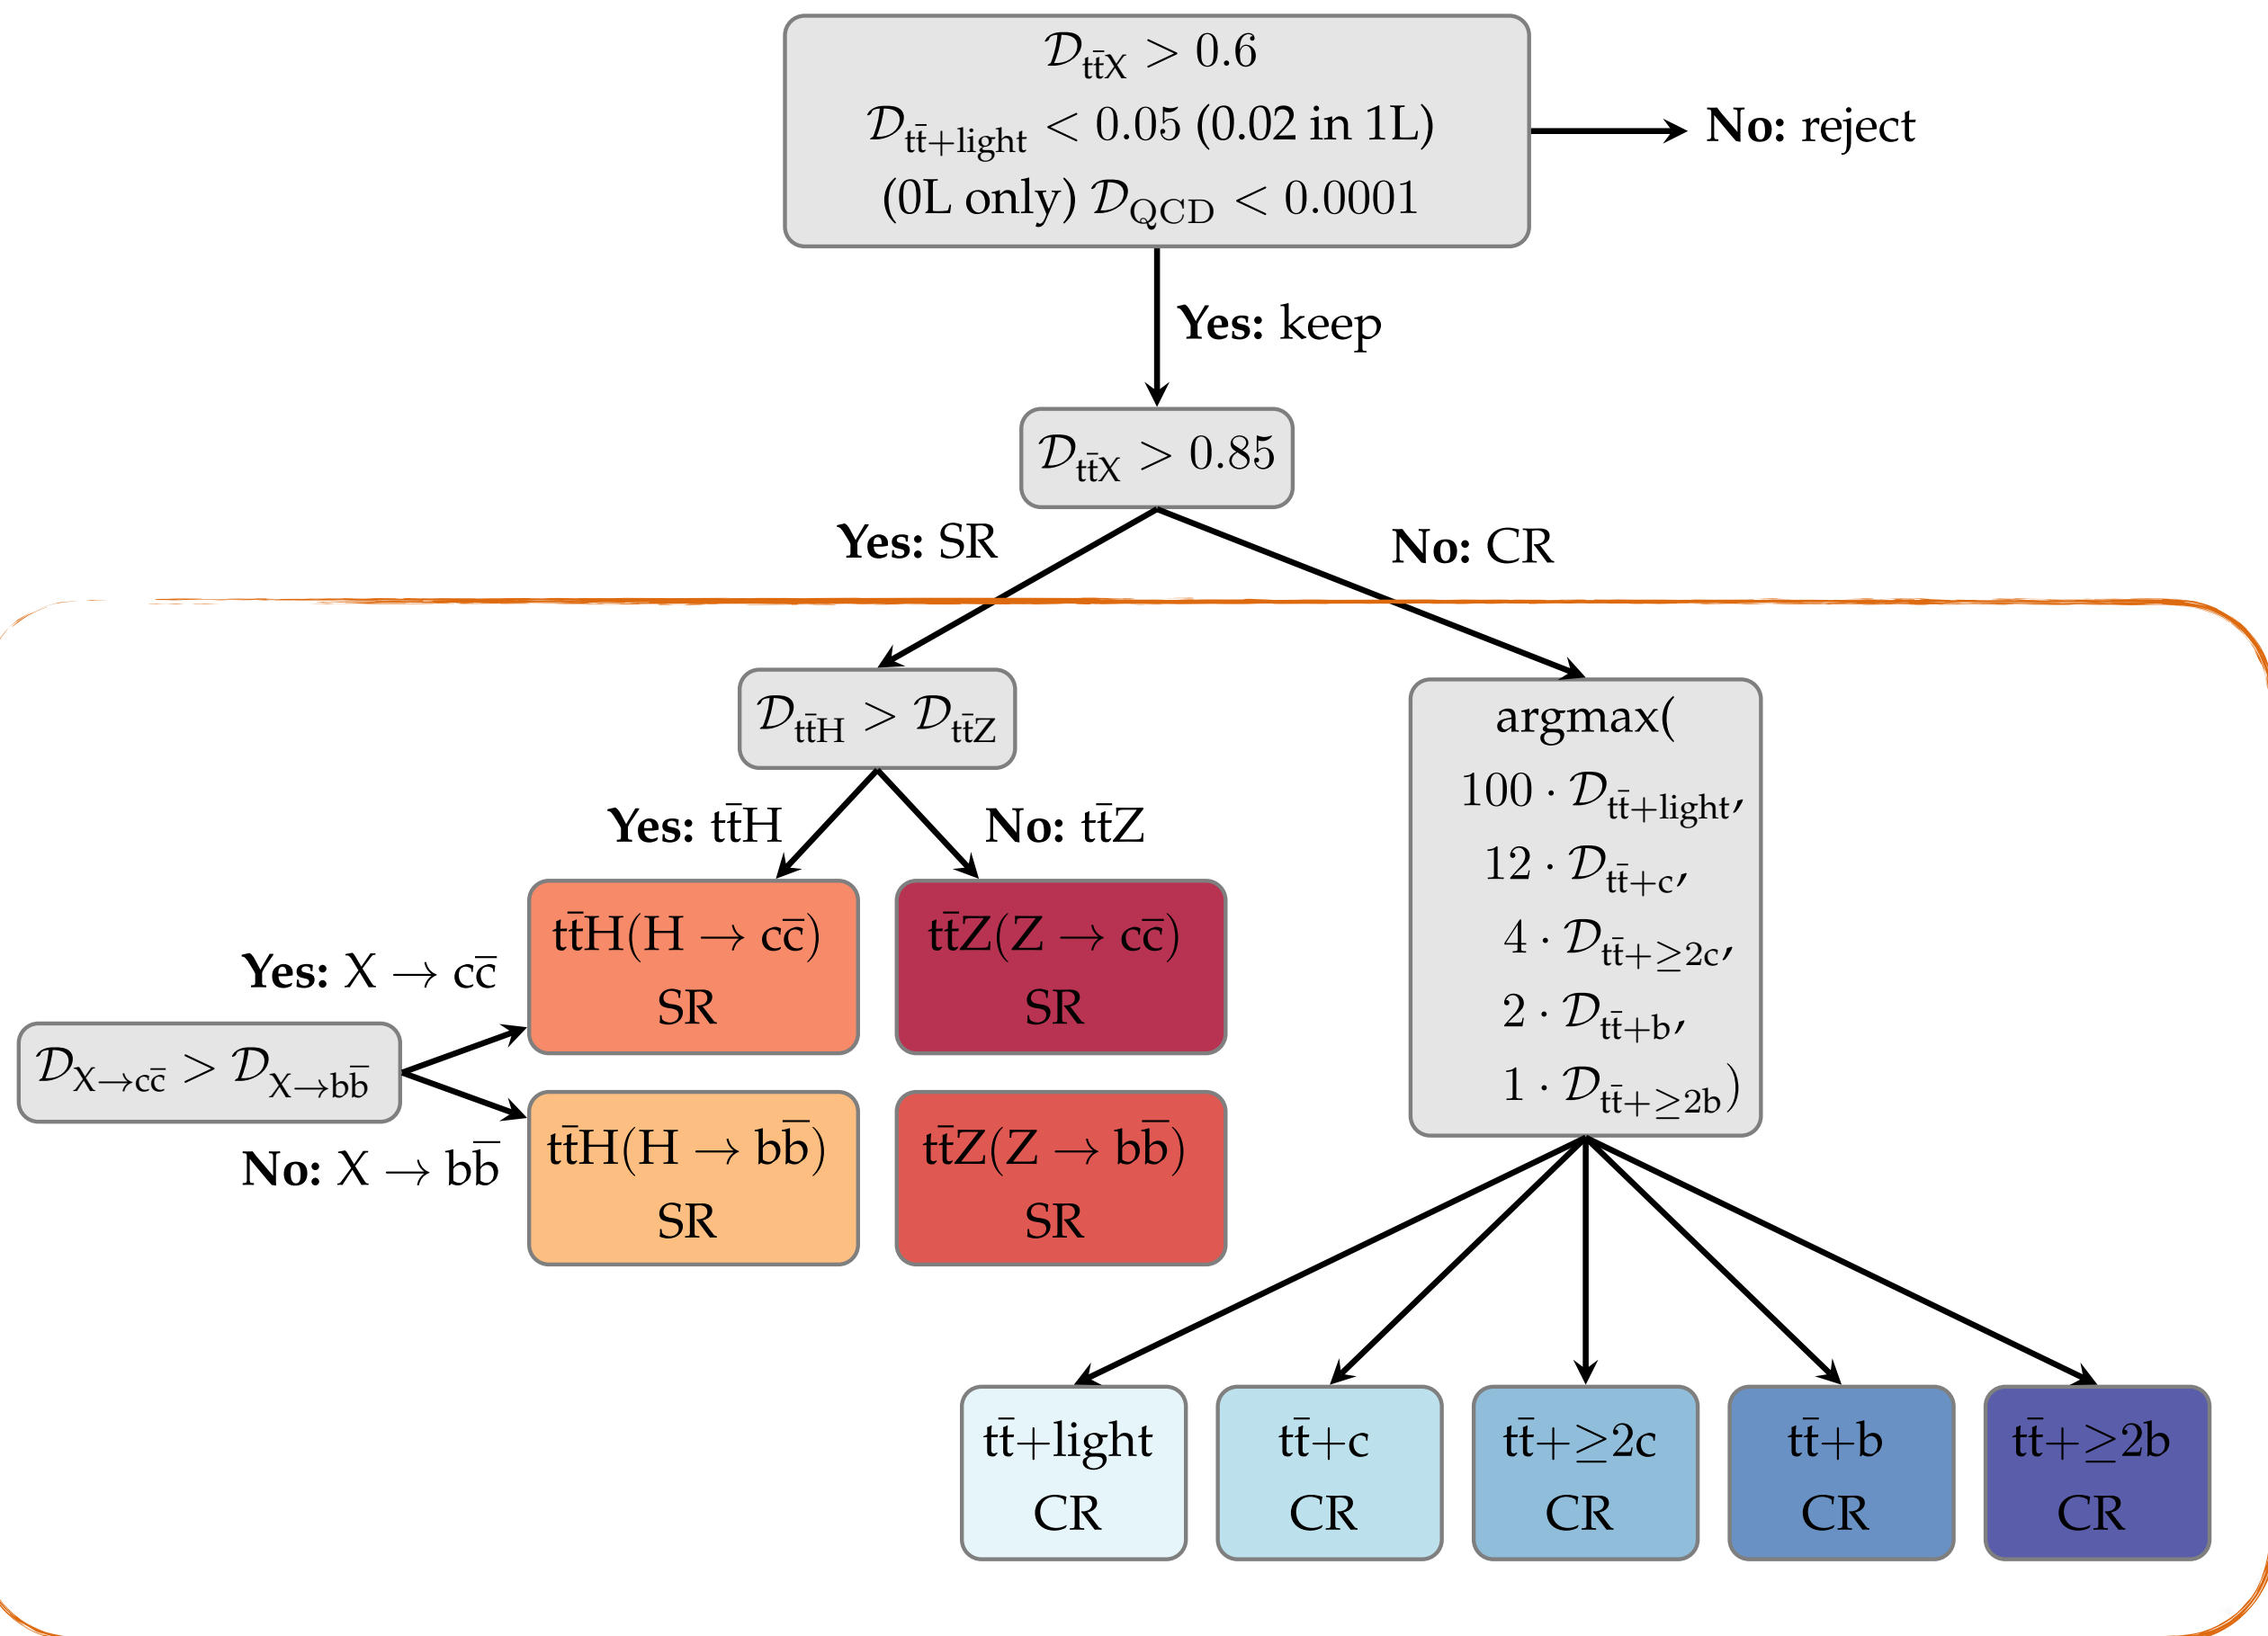 𝒟_tt̅X > 0.6
𝒟_tt̅+light < 0.05 (0.02 in 1L)
(0L only) 𝒟_QCD < 0.0001
No: reject
Yes: keep
𝒟_tt̅X > 0.85
Yes: SR
No: CR
𝒟_tt̅H > 𝒟_tt̅Z
Yes: tt̅H
No: tt̅Z
argmax(
100 · 𝒟_tt̅+light,
12 · 𝒟_tt̅+c,
4 · 𝒟_tt̅+≥2c,
2 · 𝒟_tt̅+b,
1 · 𝒟_tt̅+≥2b)
Yes: X → cc̅
𝒟_X→cc̅ > 𝒟_X→bb̅
No: X → bb̅
tt̅H(H → cc̅)
SR
tt̅Z(Z → cc̅)
SR
tt̅H(H → bb̅)
SR
tt̅Z(Z → bb̅)
SR
tt̅+light
CR
tt̅+c
CR
tt̅+≥2c
CR
tt̅+b
CR
tt̅+≥2b
CR